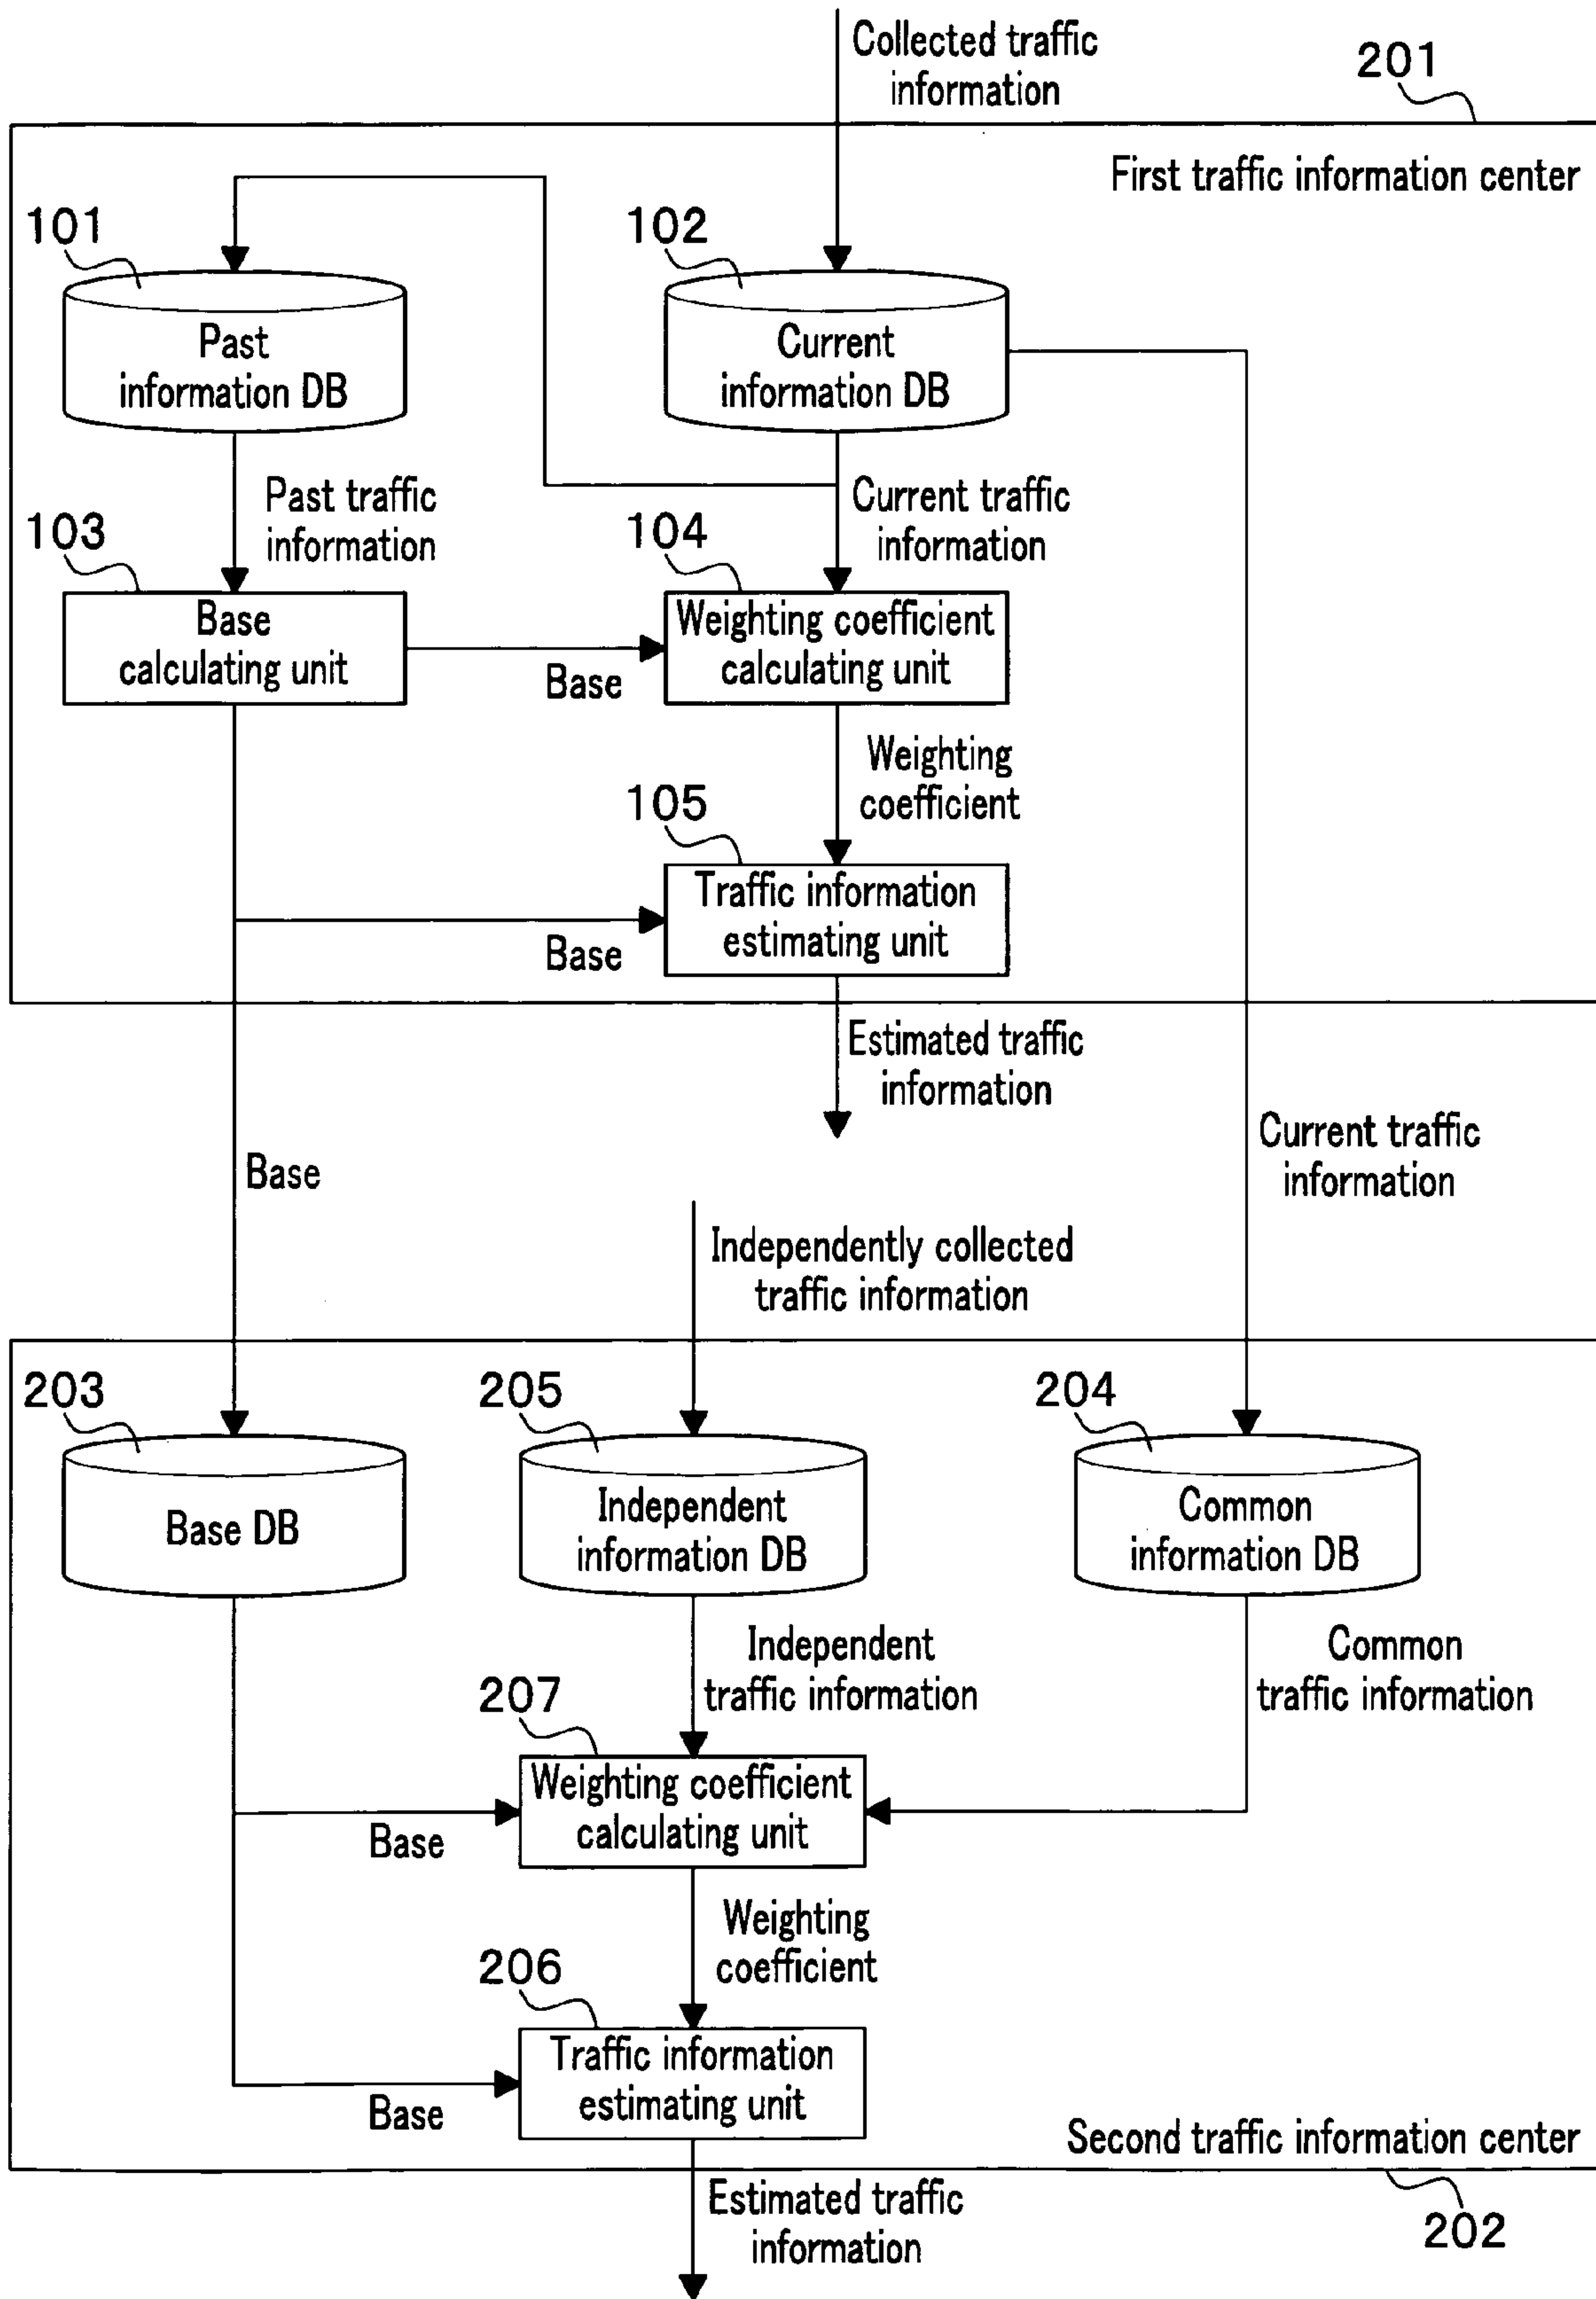 Collected traffic
information
201
First traffic information center
101
102
Past
information DB
Current
information DB
Past traffic
information
Current traffic
information
103
104
Base
calculating unit
Weighting coefficient
calculating unit
Base
Weighting
coefficient
105
Traffic information
estimating unit
Base
Estimated traffic
information
Current traffic
information
Base
Independently collected
traffic information
203
205
204
Base DB
Independent
information DB
Common
information DB
Independent
traffic information
Common
traffic information
207
Weighting coefficient
calculating unit
Base
Weighting
coefficient
206
Traffic information
estimating unit
Base
Second traffic information center
Estimated traffic
information
202